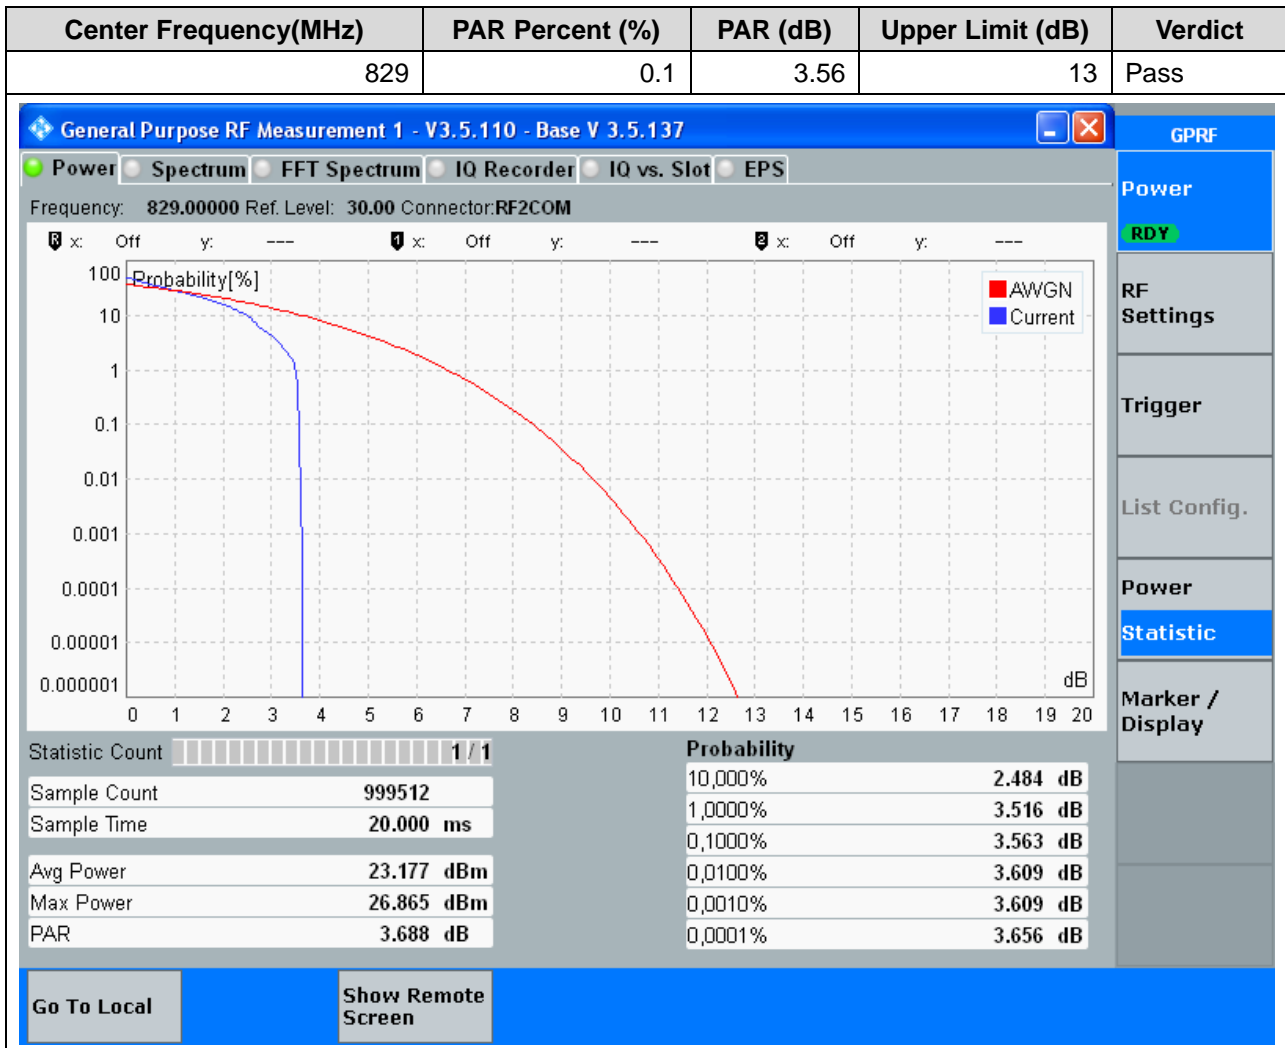 Center Frequency(MHz) PAR Percent (%) PAR (dB) Upper Limit (dB) Verdict
829 0.1 3.56 13 Pass
General Purpose RF Measurement 1 - V3.5.110 - Base V 3.5.137
GPRF
Power Spectrum FFT Spectrum IQ Recorder IQ vs. Slot EPS
Power
RDY
Frequency: 829.00000 Ref. Level: 30.00 Connector:RF2COM
R x: Off y: --- 1 x: Off y: --- 2 x: Off y: ---
Probability[%]
AWGN
Current
100
10
1
0.1
0.01
0.001
0.0001
0.00001
0.000001
dB
0 1 2 3 4 5 6 7 8 9 10 11 12 13 14 15 16 17 18 19 20
RF
Settings
Trigger
List Config.
Power
Statistic
Marker /
Display
Statistic Count 1 / 1
Sample Count 999512
Sample Time 20.000 ms
Avg Power 23.177 dBm
Max Power 26.865 dBm
PAR 3.688 dB
Probability
10,000% 2.484 dB
1,0000% 3.516 dB
0,1000% 3.563 dB
0,0100% 3.609 dB
0,0010% 3.609 dB
0,0001% 3.656 dB
Go To Local
Show Remote
Screen